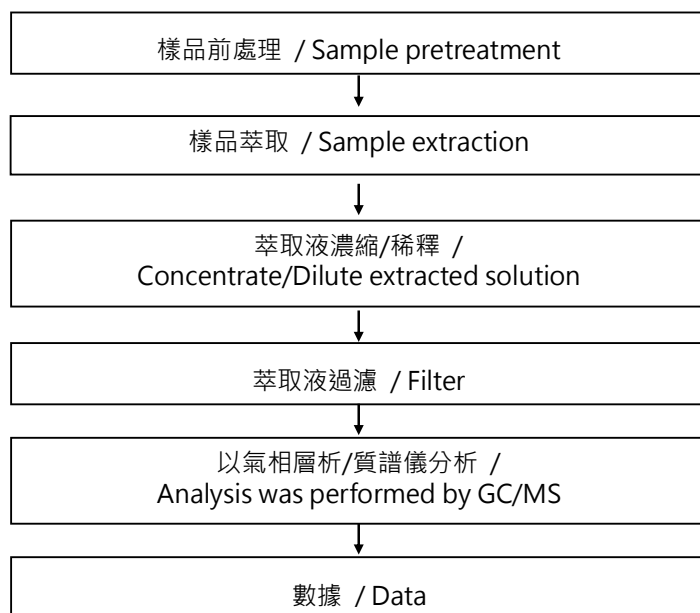 樣品前處理 / Sample pretreatment
樣品萃取 / Sample extraction
萃取液濃縮/稀釋 /
Concentrate/Dilute extracted solution
萃取液過濾 / Filter
以氣相層析/質譜儀分析 /
Analysis was performed by GC/MS
數據 / Data